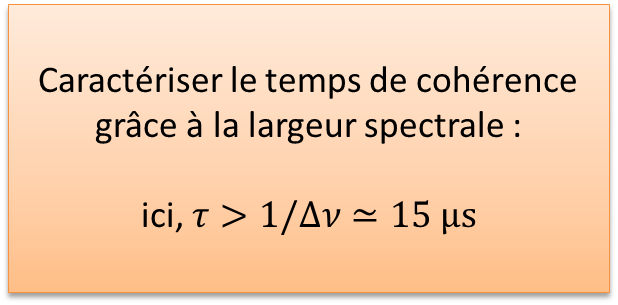 Caractériser le temps de cohérence
grâce à la largeur spectrale :
ici, 𝜏 > 1/Δ𝜈 ≃ 15 µs